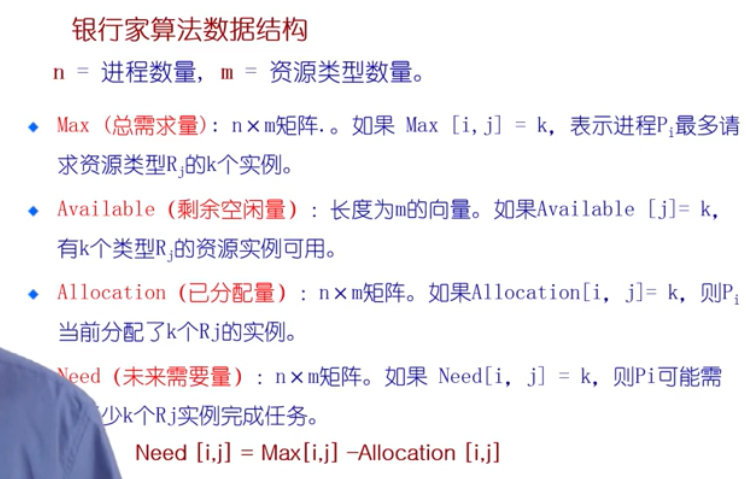 银行家算法数据结构
n = 进程数量, m = 资源类型数量。
Max (总需求量): n×m矩阵.。如果 Max [i,j] = k, 表示进程Pi最多请
求资源类型Rj的k个实例。
Available (剩余空闲量) : 长度为m的向量。如果Available [j]= k,
有k个类型Rj的资源实例可用。
Allocation (已分配量) : n×m矩阵。如果Allocation[i, j]= k, 则Pi
当前分配了k个Rj的实例。
Need (未来需要量) : n×m矩阵。如果 Need[i, j] = k, 则Pi可能需
少k个Rj实例完成任务。
Need [i,j] = Max[i,j] –Allocation [i,j]